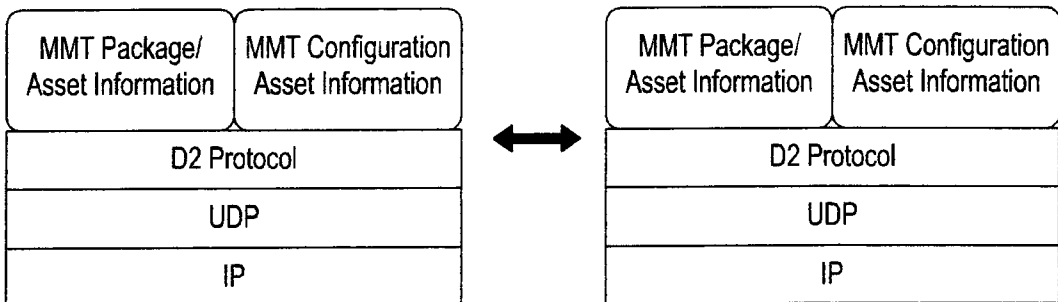 MMT Package/
Asset Information
MMT Configuration
Asset Information
D2 Protocol
UDP
IP
MMT Package/
Asset Information
MMT Configuration
Asset Information
D2 Protocol
UDP
IP